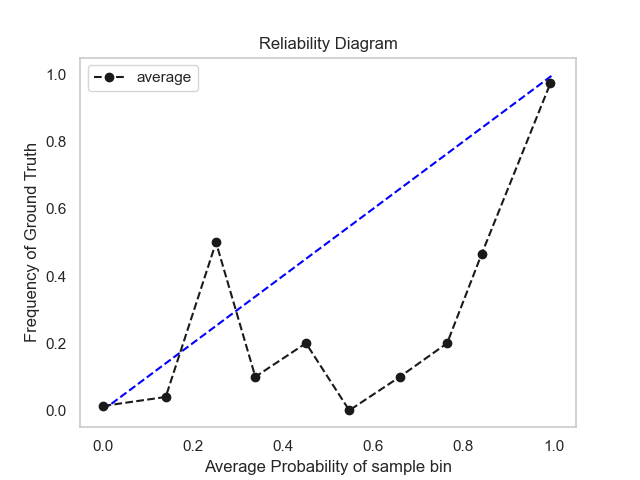 Reliability Diagram
average
Frequency of Ground Truth
1.0
0.8
0.6
0.4
0.2
0.0
0.0 0.2 0.4 0.6 0.8 1.0
Average Probability of sample bin